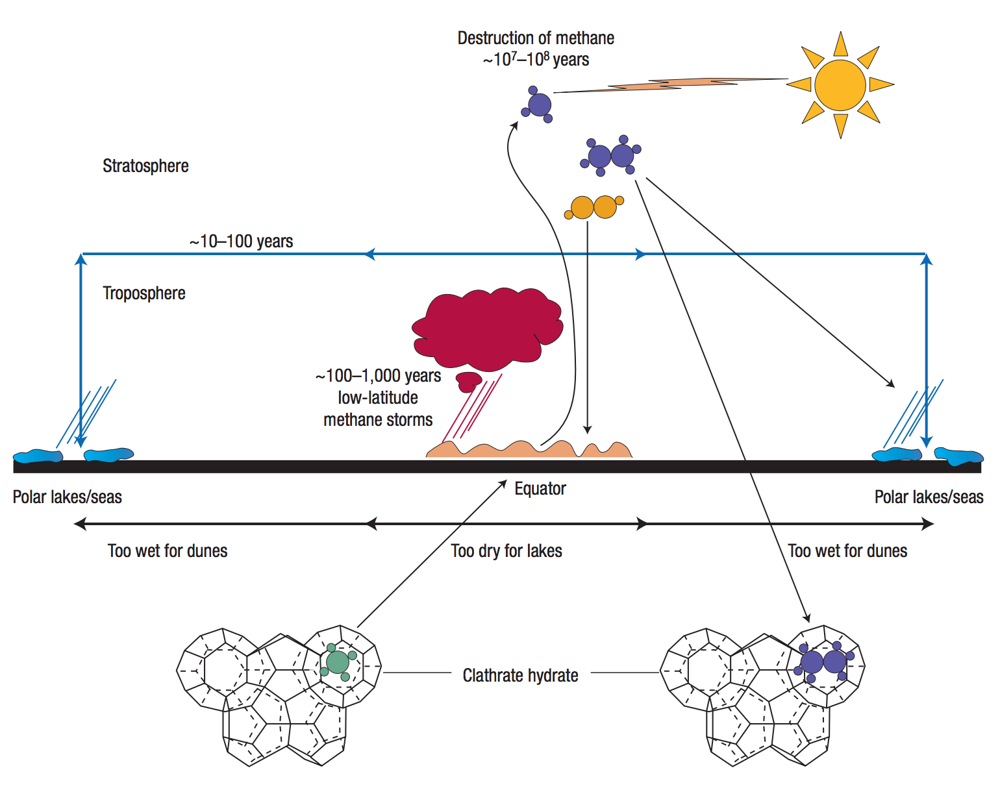 Destruction of methane
~10⁷–10⁸ years
Stratosphere
~10–100 years
Troposphere
~100–1,000 years
low-latitude
methane storms
Equator
Polar lakes/seas
Polar lakes/seas
Too wet for dunes
Too dry for lakes
Too wet for dunes
Clathrate hydrate